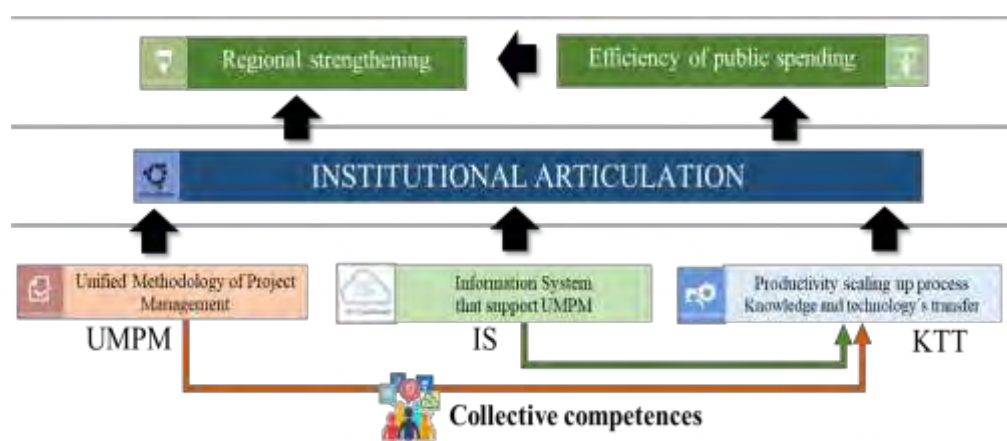 Regional strengthening
Efficiency of public spending
INSTITUTIONAL ARTICULATION
Unified Methodology of Project
Management
Information System
that support UMPM
Productivity scaling up process
Knowledge and technology´s transfer
UMPM
IS
KTT
Collective competences